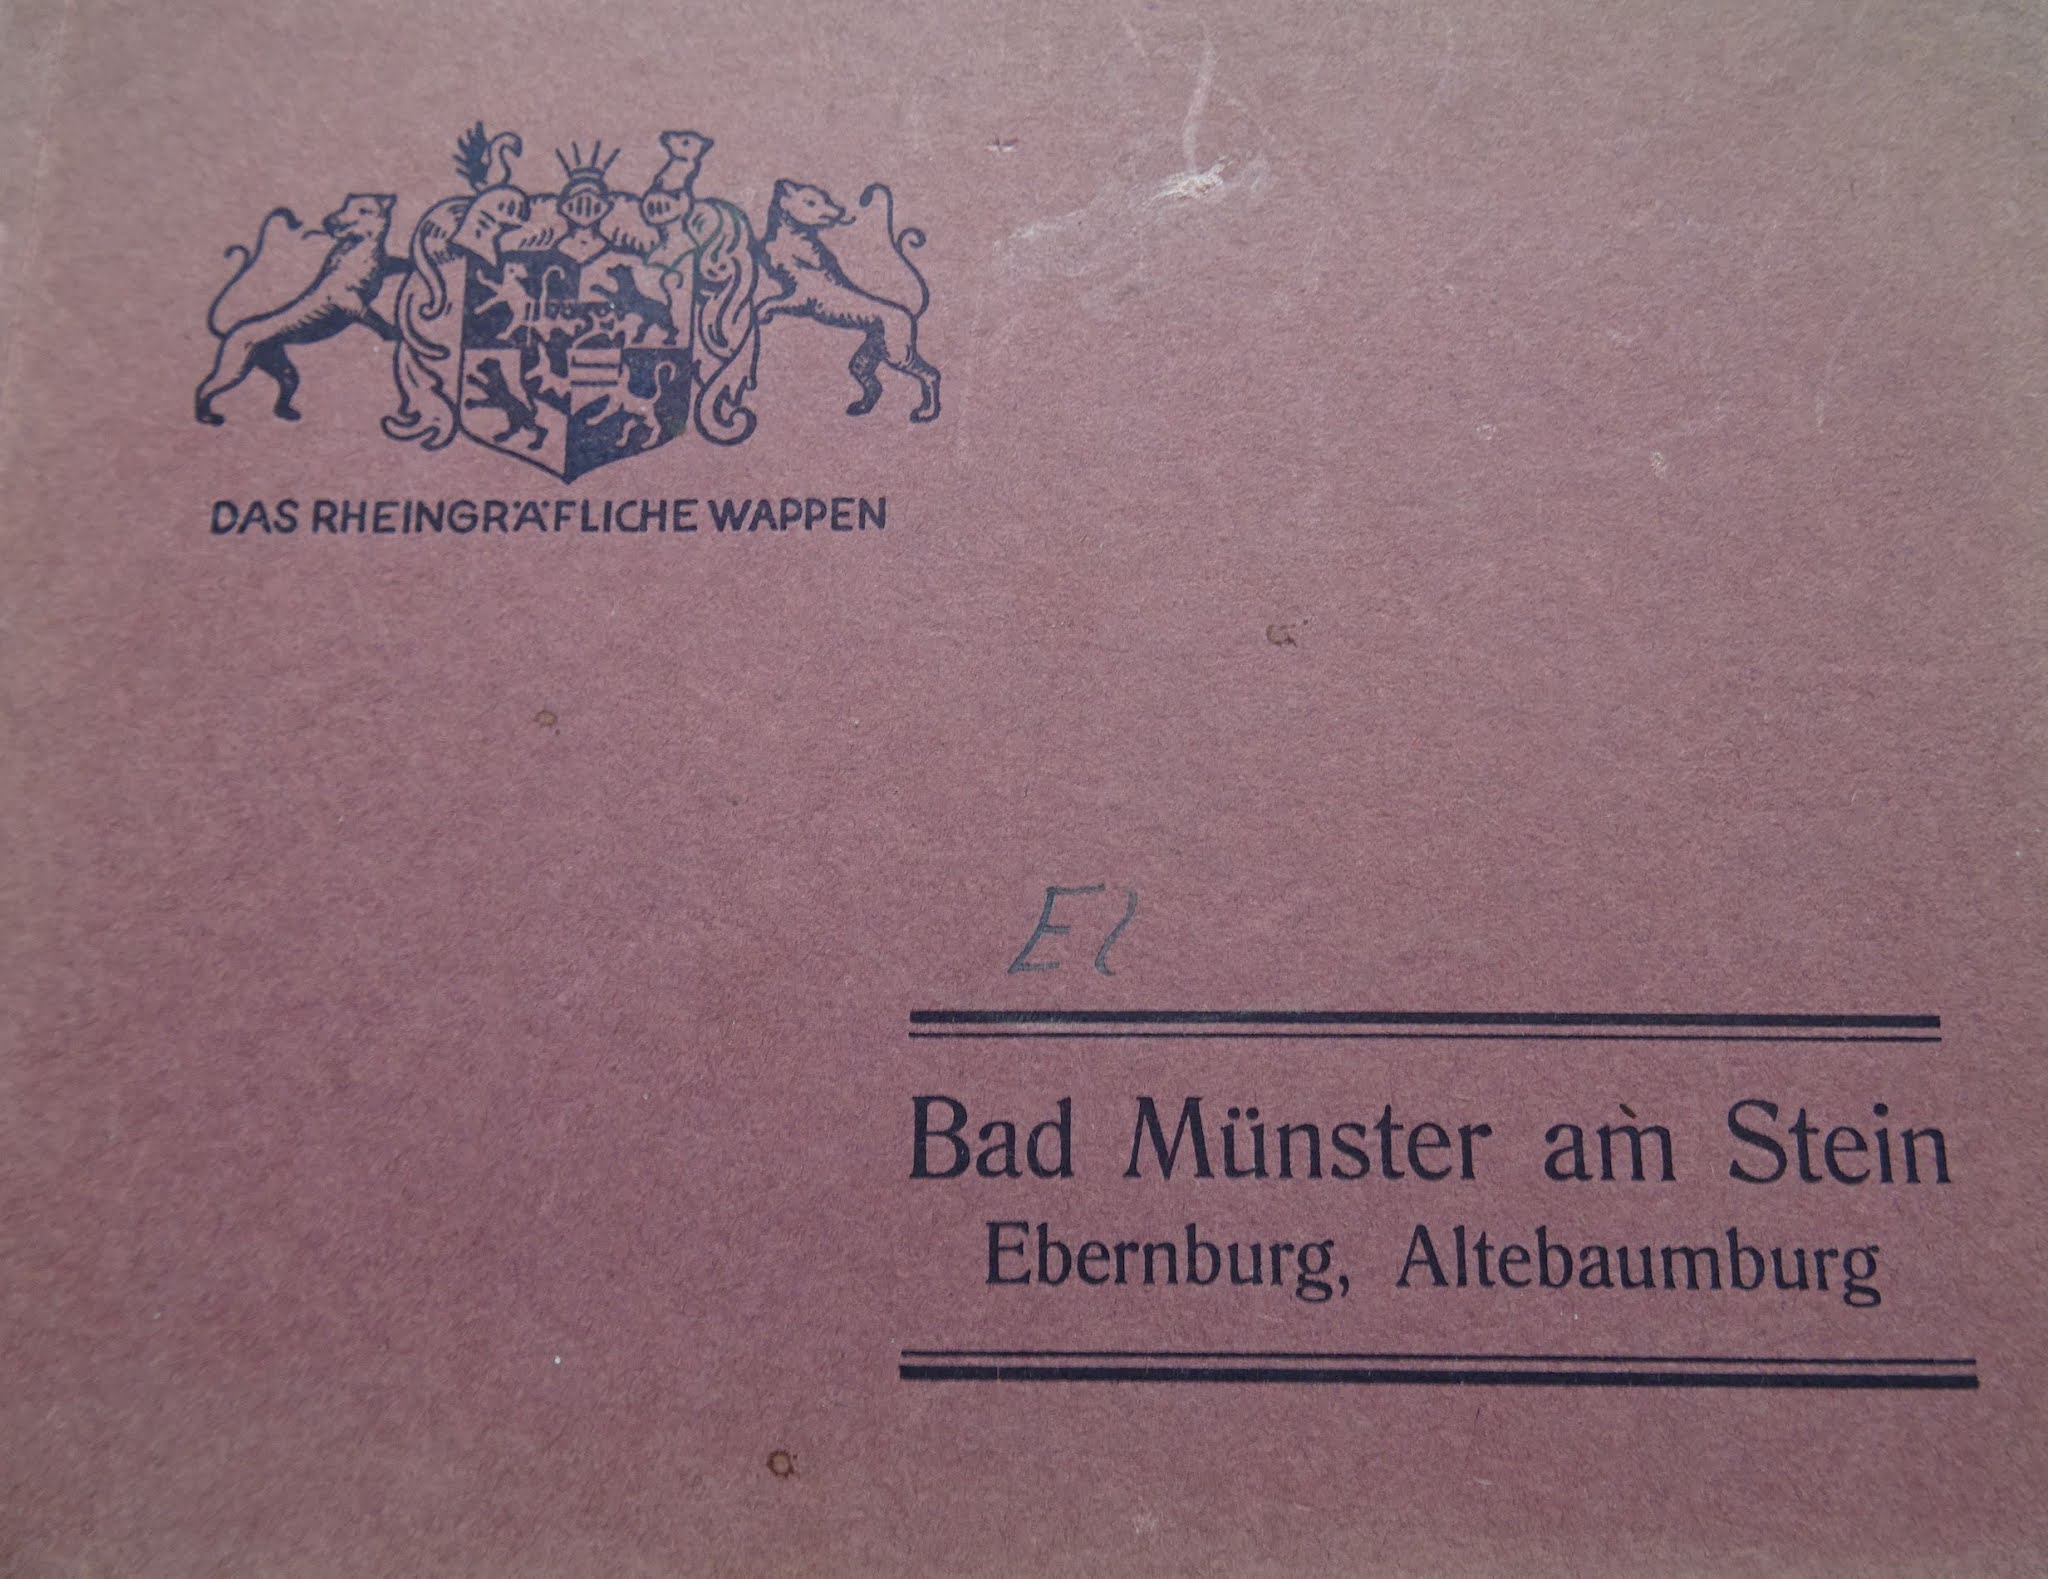 DAS RHEINGRÄFLICHE WAPPEN
El
Bad Münster am Stein
Ebernburg, Altebaumburg